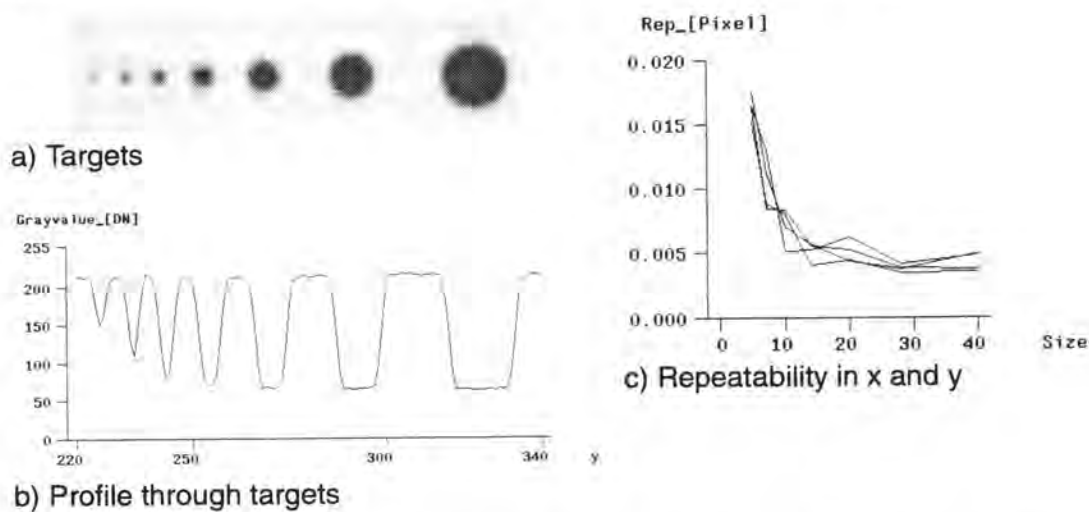 a) Targets
Grayvalue_[DN]
255
200
150
100
50
0
220 250 300 340 y
b) Profile through targets
Rep_[Pixel]
0.020
0.015
0.010
0.005
0.000
0 10 20 30 40 Size
c) Repeatability in x and y